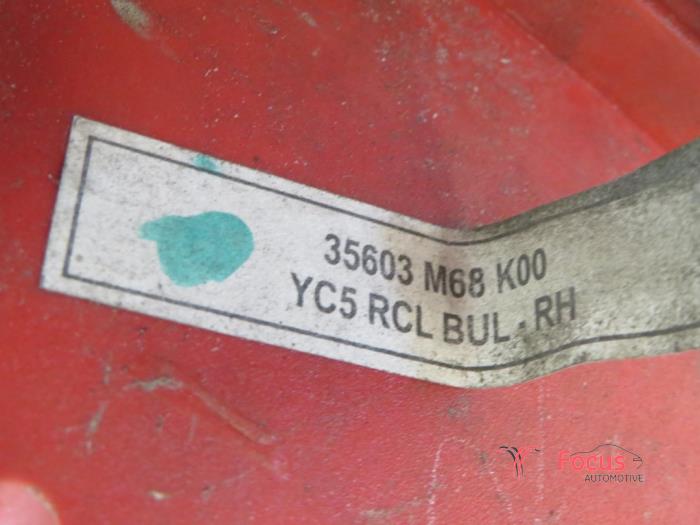 35603 M68 K00
YC5 RCL BUL - RH
Focus
AUTOMOTIVE